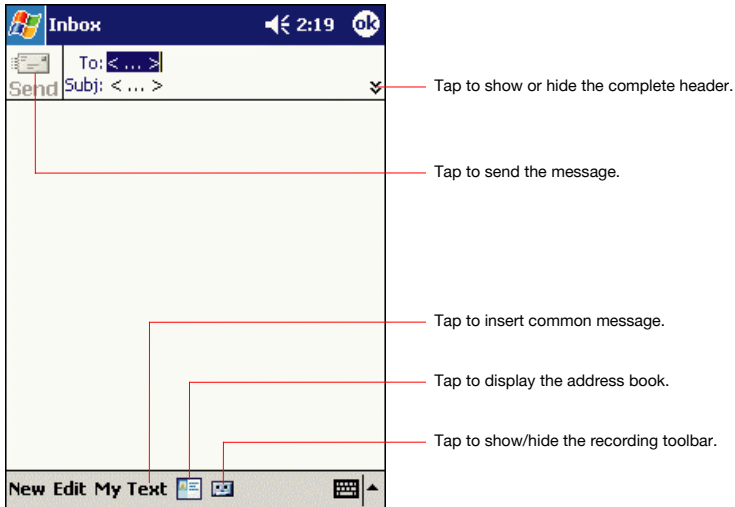 Inbox 2:19 ok
To: < ... >
Send Subj: < ... >
Tap to show or hide the complete header.
Tap to send the message.
Tap to insert common message.
Tap to display the address book.
Tap to show/hide the recording toolbar.
New Edit My Text